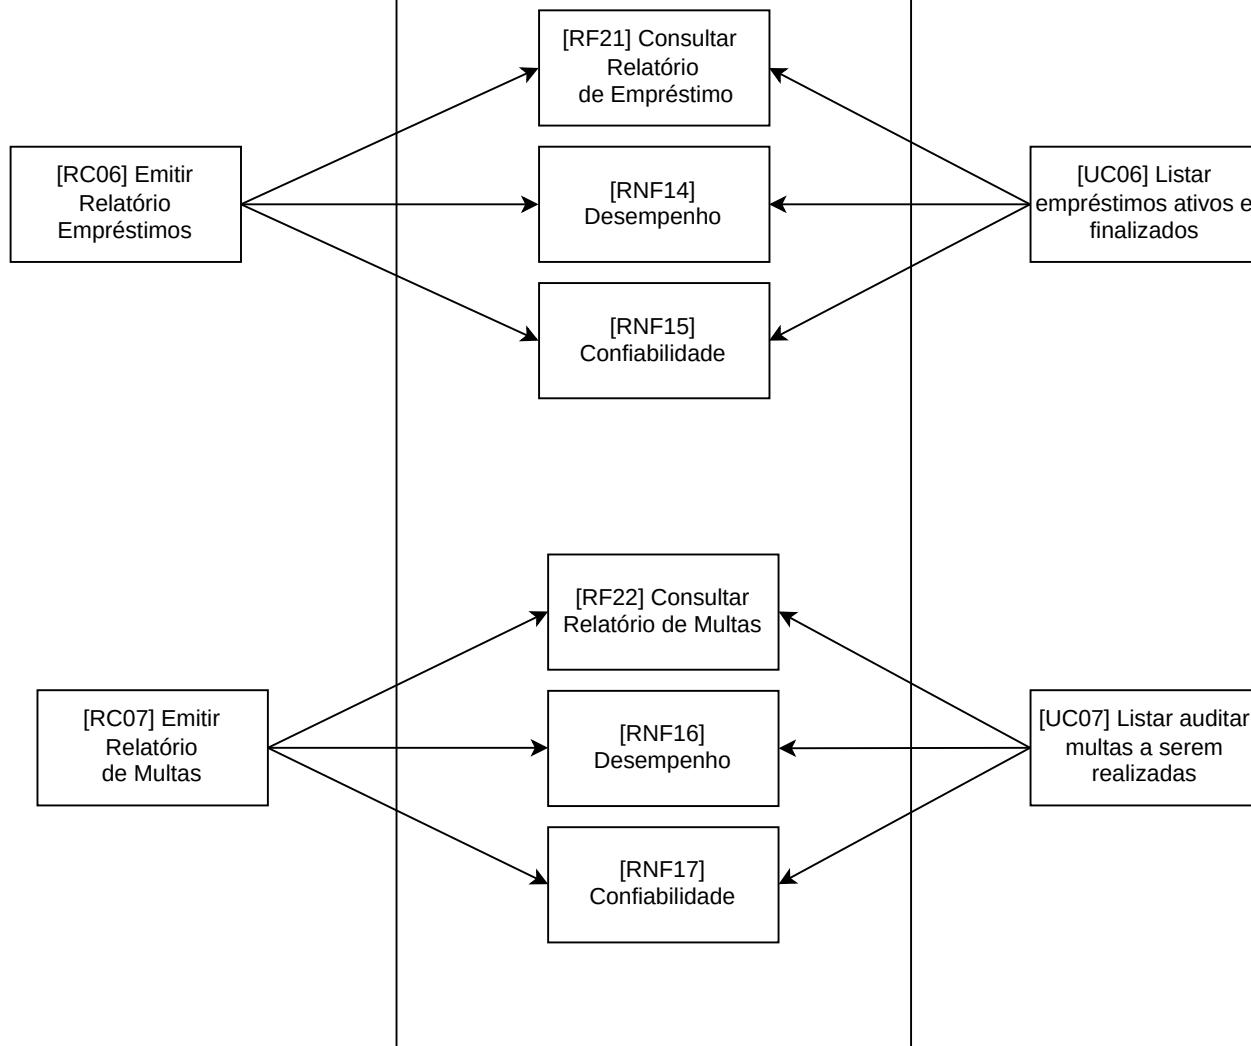 [RF21] Consultar
Relatório
de Empréstimo
[RC06] Emitir
Relatório
Empréstimos
[RNF14]
Desempenho
[UC06] Listar
empréstimos ativos e
finalizados
[RNF15]
Confiabilidade
[RF22] Consultar
Relatório de Multas
[RC07] Emitir
Relatório
de Multas
[RNF16]
Desempenho
[UC07] Listar auditar
multas a serem
realizadas
[RNF17]
Confiabilidade